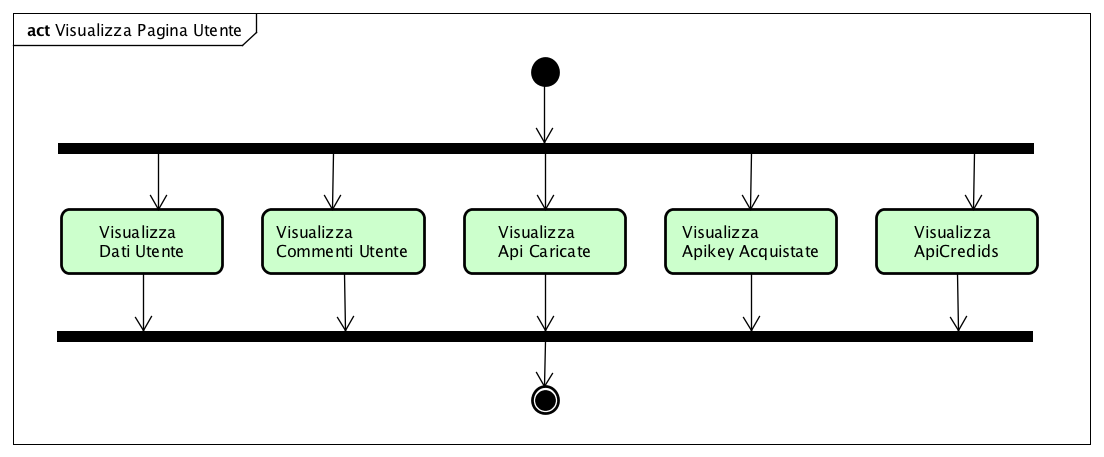 act Visualizza Pagina Utente
Visualizza
Dati Utente
Visualizza
Commenti Utente
Visualizza
Api Caricate
Visualizza
Apikey Acquistate
Visualizza
ApiCredids